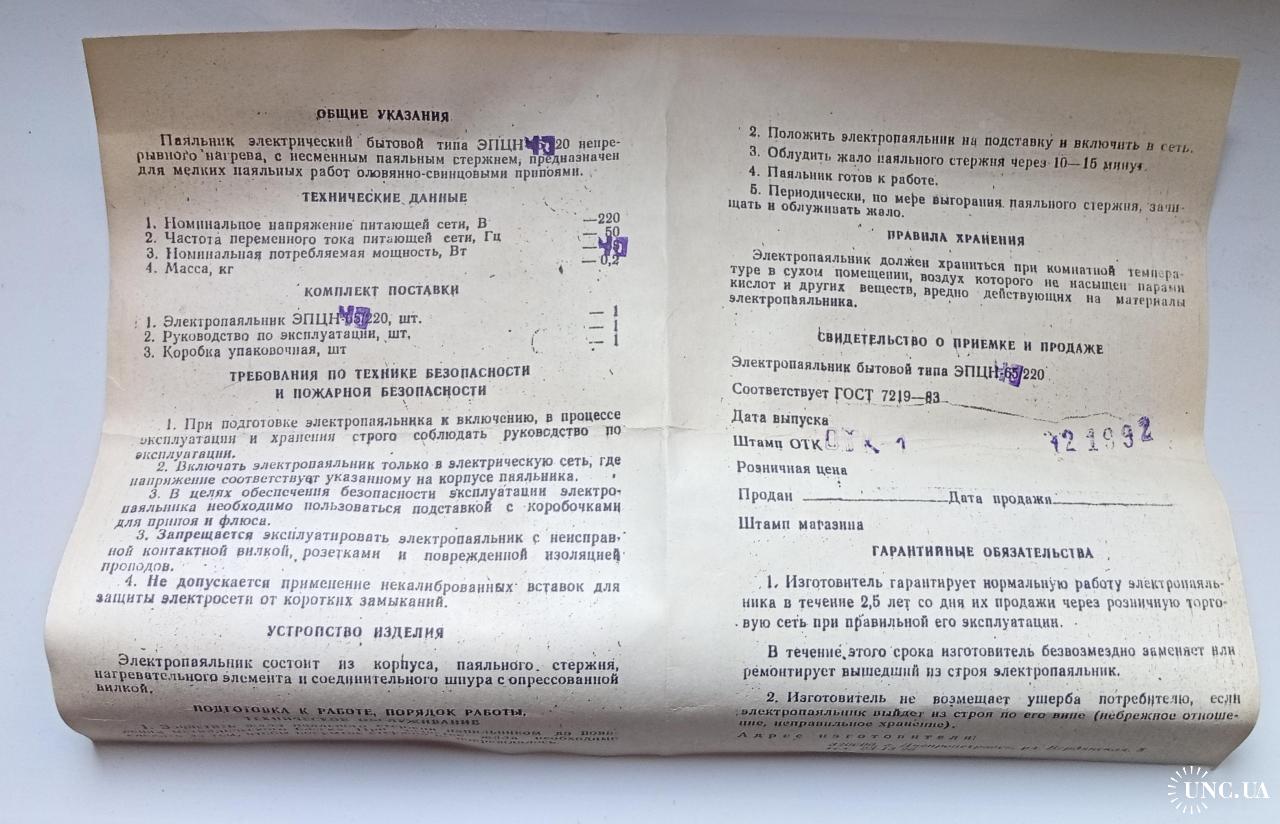 ОБЩИЕ УКАЗАНИЯ
Паяльник электрический бытовой типа ЭПЦН-40/220 непре-
рывного нагрева, с несменным паяльным стержнем, предназначен
для мелких паяльных работ оловянно-свинцовыми припоями.
ТЕХНИЧЕСКИЕ ДАННЫЕ
1. Номинальное напряжение питающей сети, В —220
2. Частота переменного тока питающей сети, Гц — 50
3. Номинальная потребляемая мощность, Вт — 40
4. Масса, кг — 0,2
КОМПЛЕКТ ПОСТАВКИ
1. Электропаяльник ЭПЦН-40/220, шт. — 1
2. Руководство по эксплуатации, шт. — 1
3. Коробка упаковочная, шт — 1
ТРЕБОВАНИЯ ПО ТЕХНИКЕ БЕЗОПАСНОСТИ
И ПОЖАРНОЙ БЕЗОПАСНОСТИ
1. При подготовке электропаяльника к включению, в процессе
эксплуатации и хранения строго соблюдать руководство по
эксплуатации.
2. Включать электропаяльник только в электрическую сеть, где
напряжение соответствует указанному на корпусе паяльника.
3. В целях обеспечения безопасности эксплуатации электро-
паяльника необходимо пользоваться подставкой с коробочками
для припоя и флюса.
3. Запрещается эксплуатировать электропаяльник с неисправ-
ной контактной вилкой, розетками и поврежденной изоляцией
проводов.
4. Не допускается применение некалиброванных вставок для
защиты электросети от коротких замыканий.
УСТРОЙСТВО ИЗДЕЛИЯ
Электропаяльник состоит из корпуса, паяльного стержня,
нагревательного элемента и соединительного шнура с опрессованной
вилкой.
ПОДГОТОВКА К РАБОТЕ, ПОРЯДОК РАБОТЫ,
ТЕХНИЧЕСКОЕ ОБСЛУЖИВАНИЕ
2. Положить электропаяльник на подставку и включить в сеть.
3. Облудить жало паяльного стержня через 10—15 минут.
4. Паяльник готов к работе.
5. Периодически, по мере выгорания паяльного стержня, зачи-
щать и облуживать жало.
ПРАВИЛА ХРАНЕНИЯ
Электропаяльник должен храниться при комнатной темпера-
туре в сухом помещении, воздух которого не насыщен парами
кислот и других веществ, вредно действующих на материалы
электропаяльника.
СВИДЕТЕЛЬСТВО О ПРИЕМКЕ И ПРОДАЖЕ
Электропаяльник бытовой типа ЭПЦН-65/220
Соответствует ГОСТ 7219—83
Дата выпуска
Штамп ОТК ОТК-1 12 1992
Розничная цена
Продан Дата продажи
Штамп магазина
ГАРАНТИЙНЫЕ ОБЯЗАТЕЛЬСТВА
1. Изготовитель гарантирует нормальную работу электропаяль-
ника в течение 2,5 лет со дня их продажи через розничную торго-
вую сеть при правильной его эксплуатации.
В течение этого срока изготовитель безвозмездно заменяет или
ремонтирует вышедший из строя электропаяльник.
2. Изготовитель не возмещает ущерба потребителю, если
электропаяльник выйдет из строя по его вине (небрежное отноше-
ние, неправильное хранение).
Адрес изготовителя:
UNC.UA